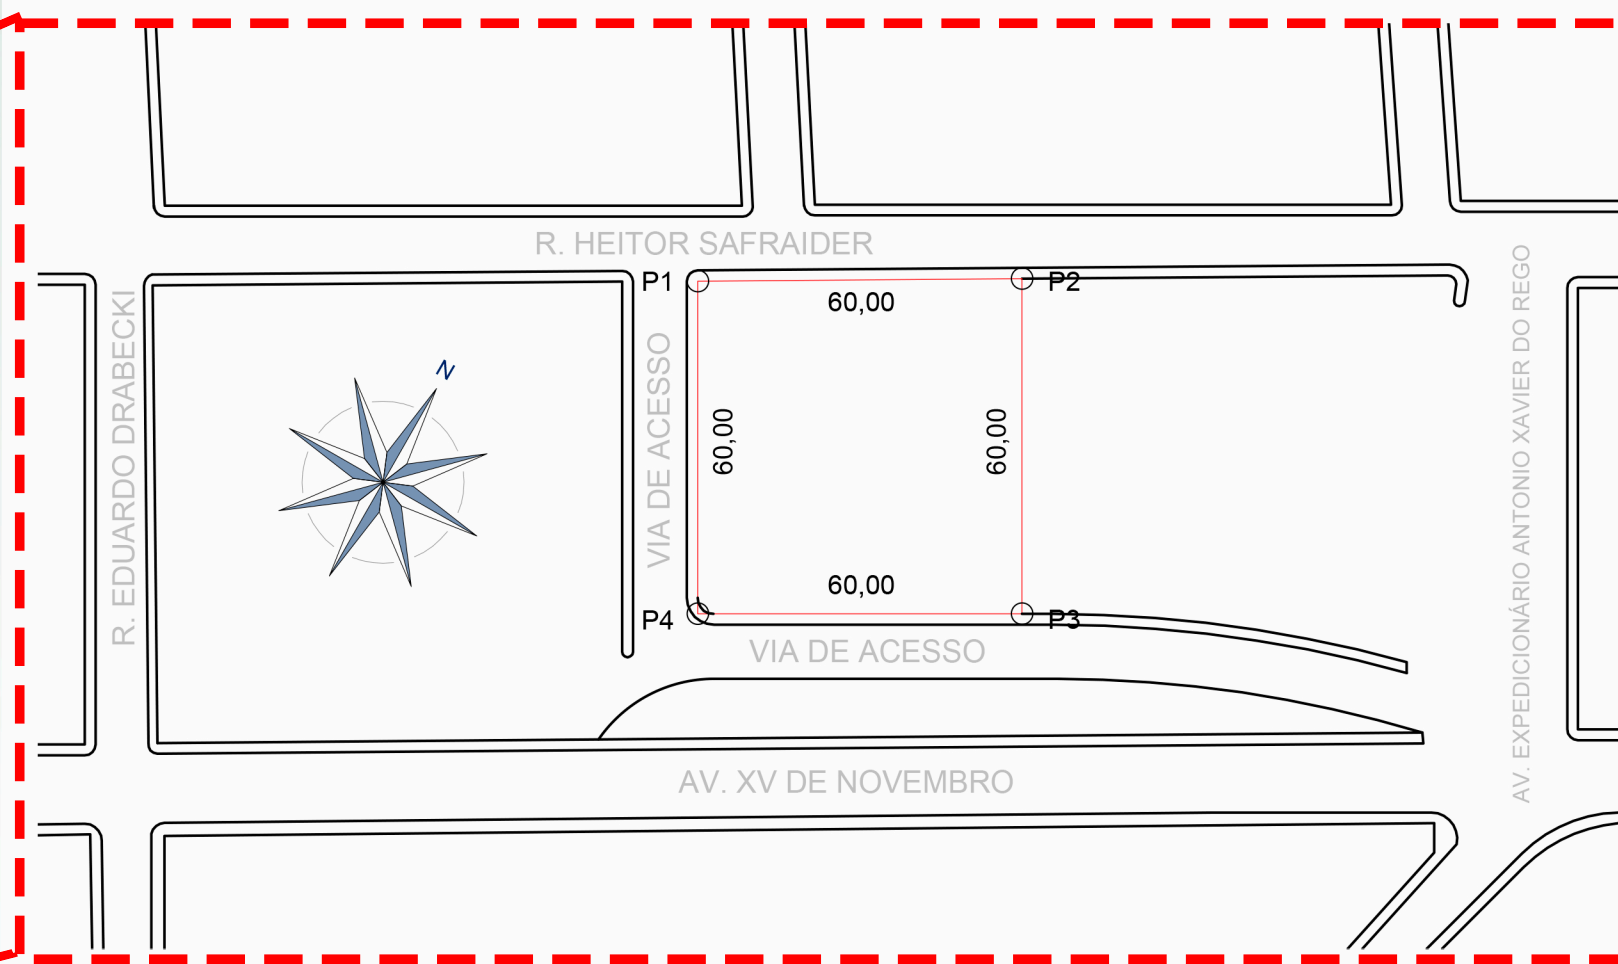 R. HEITOR SAFRAIDER
P1
P2
60,00
R. EDUARDO DRABECKI
N
VIA DE ACESSO
60,00
60,00
AV. EXPEDICIONÁRIO ANTONIO XAVIER DO REGO
60,00
P4
P3
VIA DE ACESSO
AV. XV DE NOVEMBRO